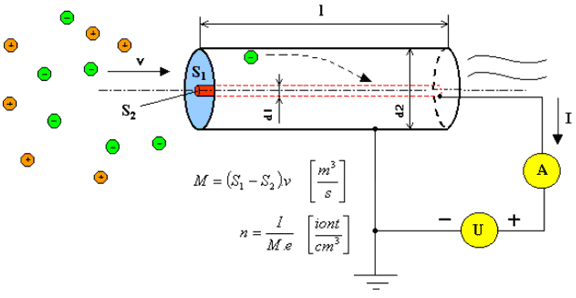 l
v
S1
S2
d1
d2
I
A
M = (S1 – S2)v [m³/s]
n = I/M.e [iont/cm³]
− U +